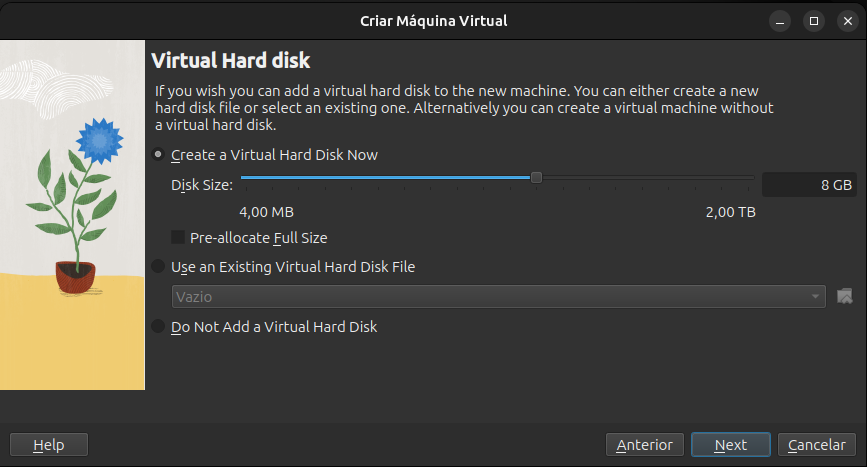 Criar Máquina Virtual
Virtual Hard disk
If you wish you can add a virtual hard disk to the new machine. You can either create a new
hard disk file or select an existing one. Alternatively you can create a virtual machine without
a virtual hard disk.
Create a Virtual Hard Disk Now
Disk Size:
8 GB
4,00 MB
2,00 TB
Pre-allocate Full Size
Use an Existing Virtual Hard Disk File
Vazio
Do Not Add a Virtual Hard Disk
Help
Anterior
Next
Cancelar